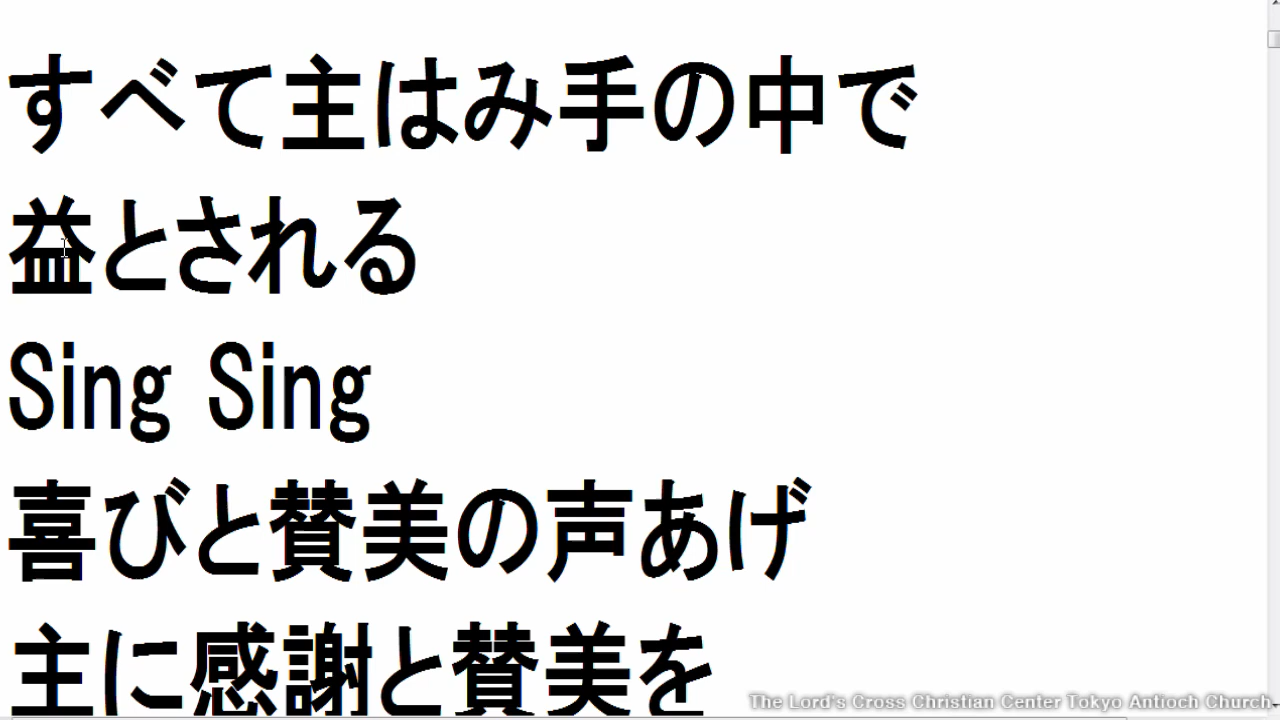 すべて主はみ手の中で
益とされる
Sing Sing
喜びと賛美の声あげ
主に感謝と賛美を
The Lord's Cross Christian Center Tokyo Antioch Church.